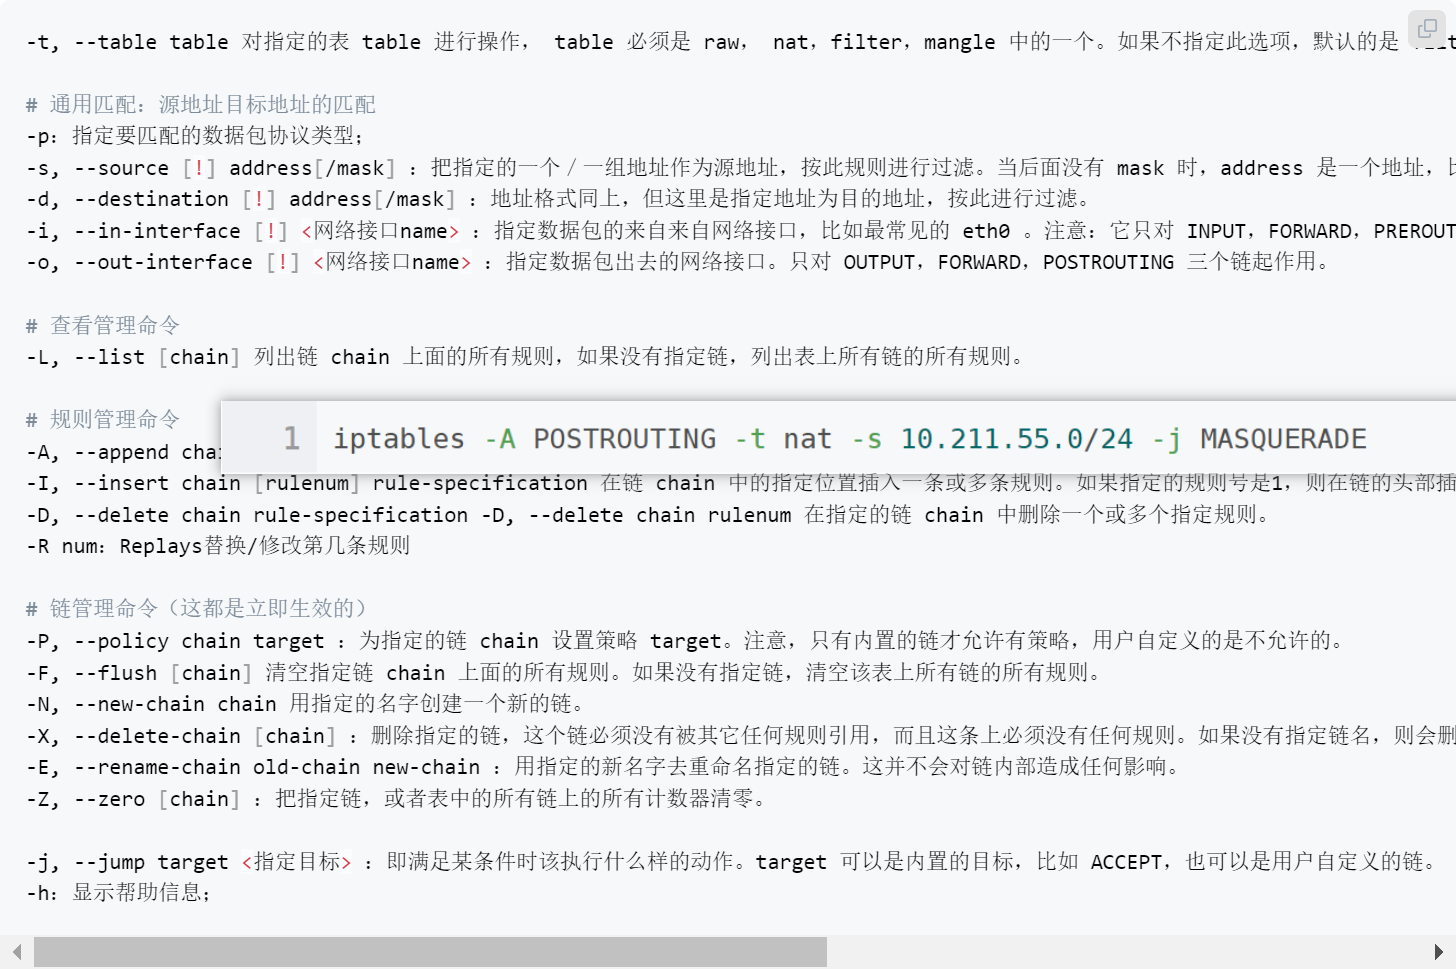 -t, --table table 对指定的表 table 进行操作， table 必须是 raw， nat，filter，mangle 中的一个。如果不指定此选项，默认的是
# 通用匹配：源地址目标地址的匹配
-p：指定要匹配的数据包协议类型；
-s, --source [!] address[/mask] ：把指定的一个／一组地址作为源地址，按此规则进行过滤。当后面没有 mask 时，address 是一个地址，比
-d, --destination [!] address[/mask] ：地址格式同上，但这里是指定地址为目的地址，按此进行过滤。
-i, --in-interface [!] <网络接口name> ：指定数据包的来自来自网络接口，比如最常见的 eth0 。注意：它只对 INPUT，FORWARD，PREROUT
-o, --out-interface [!] <网络接口name> ：指定数据包出去的网络接口。只对 OUTPUT，FORWARD，POSTROUTING 三个链起作用。
# 查看管理命令
-L, --list [chain] 列出链 chain 上面的所有规则，如果没有指定链，列出表上所有链的所有规则。
# 规则管理命令
1 iptables -A POSTROUTING -t nat -s 10.211.55.0/24 -j MASQUERADE
-A, --append chai
-I, --insert chain [rulenum] rule-specification 在链 chain 中的指定位置插入一条或多条规则。如果指定的规则号是1，则在链的头部插
-D, --delete chain rule-specification -D, --delete chain rulenum 在指定的链 chain 中删除一个或多个指定规则。
-R num：Replays替换/修改第几条规则
# 链管理命令（这都是立即生效的）
-P, --policy chain target ：为指定的链 chain 设置策略 target。注意，只有内置的链才允许有策略，用户自定义的是不允许的。
-F, --flush [chain] 清空指定链 chain 上面的所有规则。如果没有指定链，清空该表上所有链的所有规则。
-N, --new-chain chain 用指定的名字创建一个新的链。
-X, --delete-chain [chain] ：删除指定的链，这个链必须没有被其它任何规则引用，而且这条上必须没有任何规则。如果没有指定链名，则会删
-E, --rename-chain old-chain new-chain ：用指定的新名字去重命名指定的链。这并不会对链内部造成任何影响。
-Z, --zero [chain] ：把指定链，或者表中的所有链上的所有计数器清零。
-j, --jump target <指定目标> ：即满足某条件时该执行什么样的动作。target 可以是内置的目标，比如 ACCEPT，也可以是用户自定义的链。
-h：显示帮助信息；